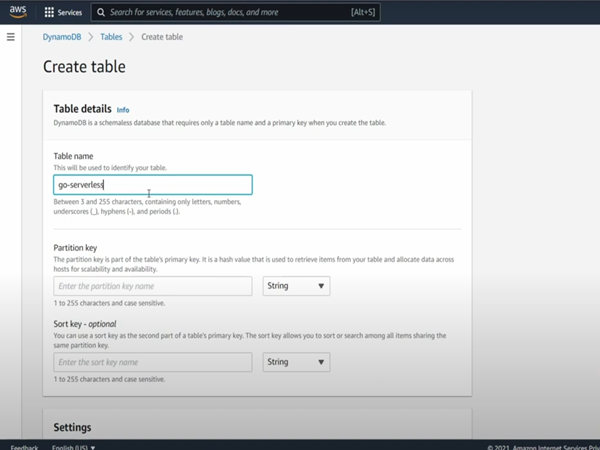 aws
Services
Search for services, features, blogs, docs, and more
[Alt+S]
DynamoDB > Tables > Create table
Create table
Table details Info
DynamoDB is a schemaless database that requires only a table name and a primary key when you create the table.
Table name
This will be used to identify your table.
go-serverless
Between 3 and 255 characters, containing only letters, numbers,
underscores (_), hyphens (-), and periods (.).
Partition key
The partition key is part of the table's primary key. It is a hash value that is used to retrieve items from your table and allocate data across
hosts for scalability and availability.
Enter the partition key name
String
1 to 255 characters and case sensitive.
Sort key - optional
You can use a sort key as the second part of a table's primary key. The sort key allows you to sort or search among all items sharing the
same partition key.
Enter the sort key name
String
1 to 255 characters and case sensitive.
Settings
Feedback English (US)
© 2021, Amazon Internet Services Priv